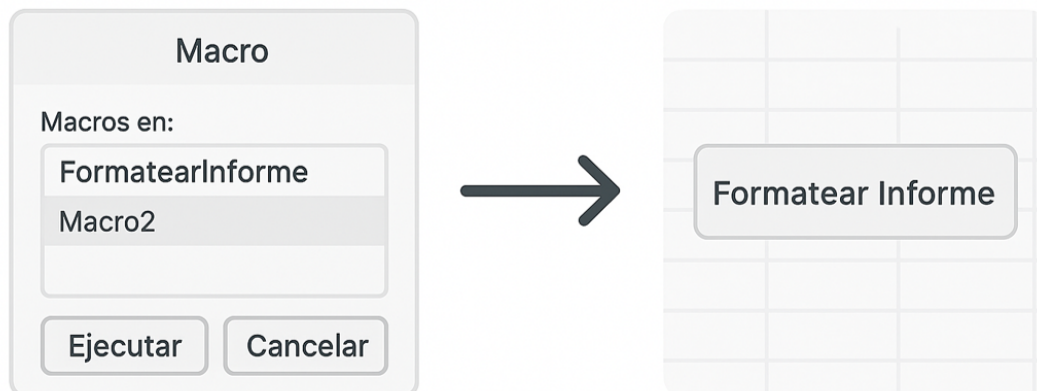 Macro
Macros en:
FormatearInforme
Macro2
Ejecutar
Cancelar
Formatear Informe